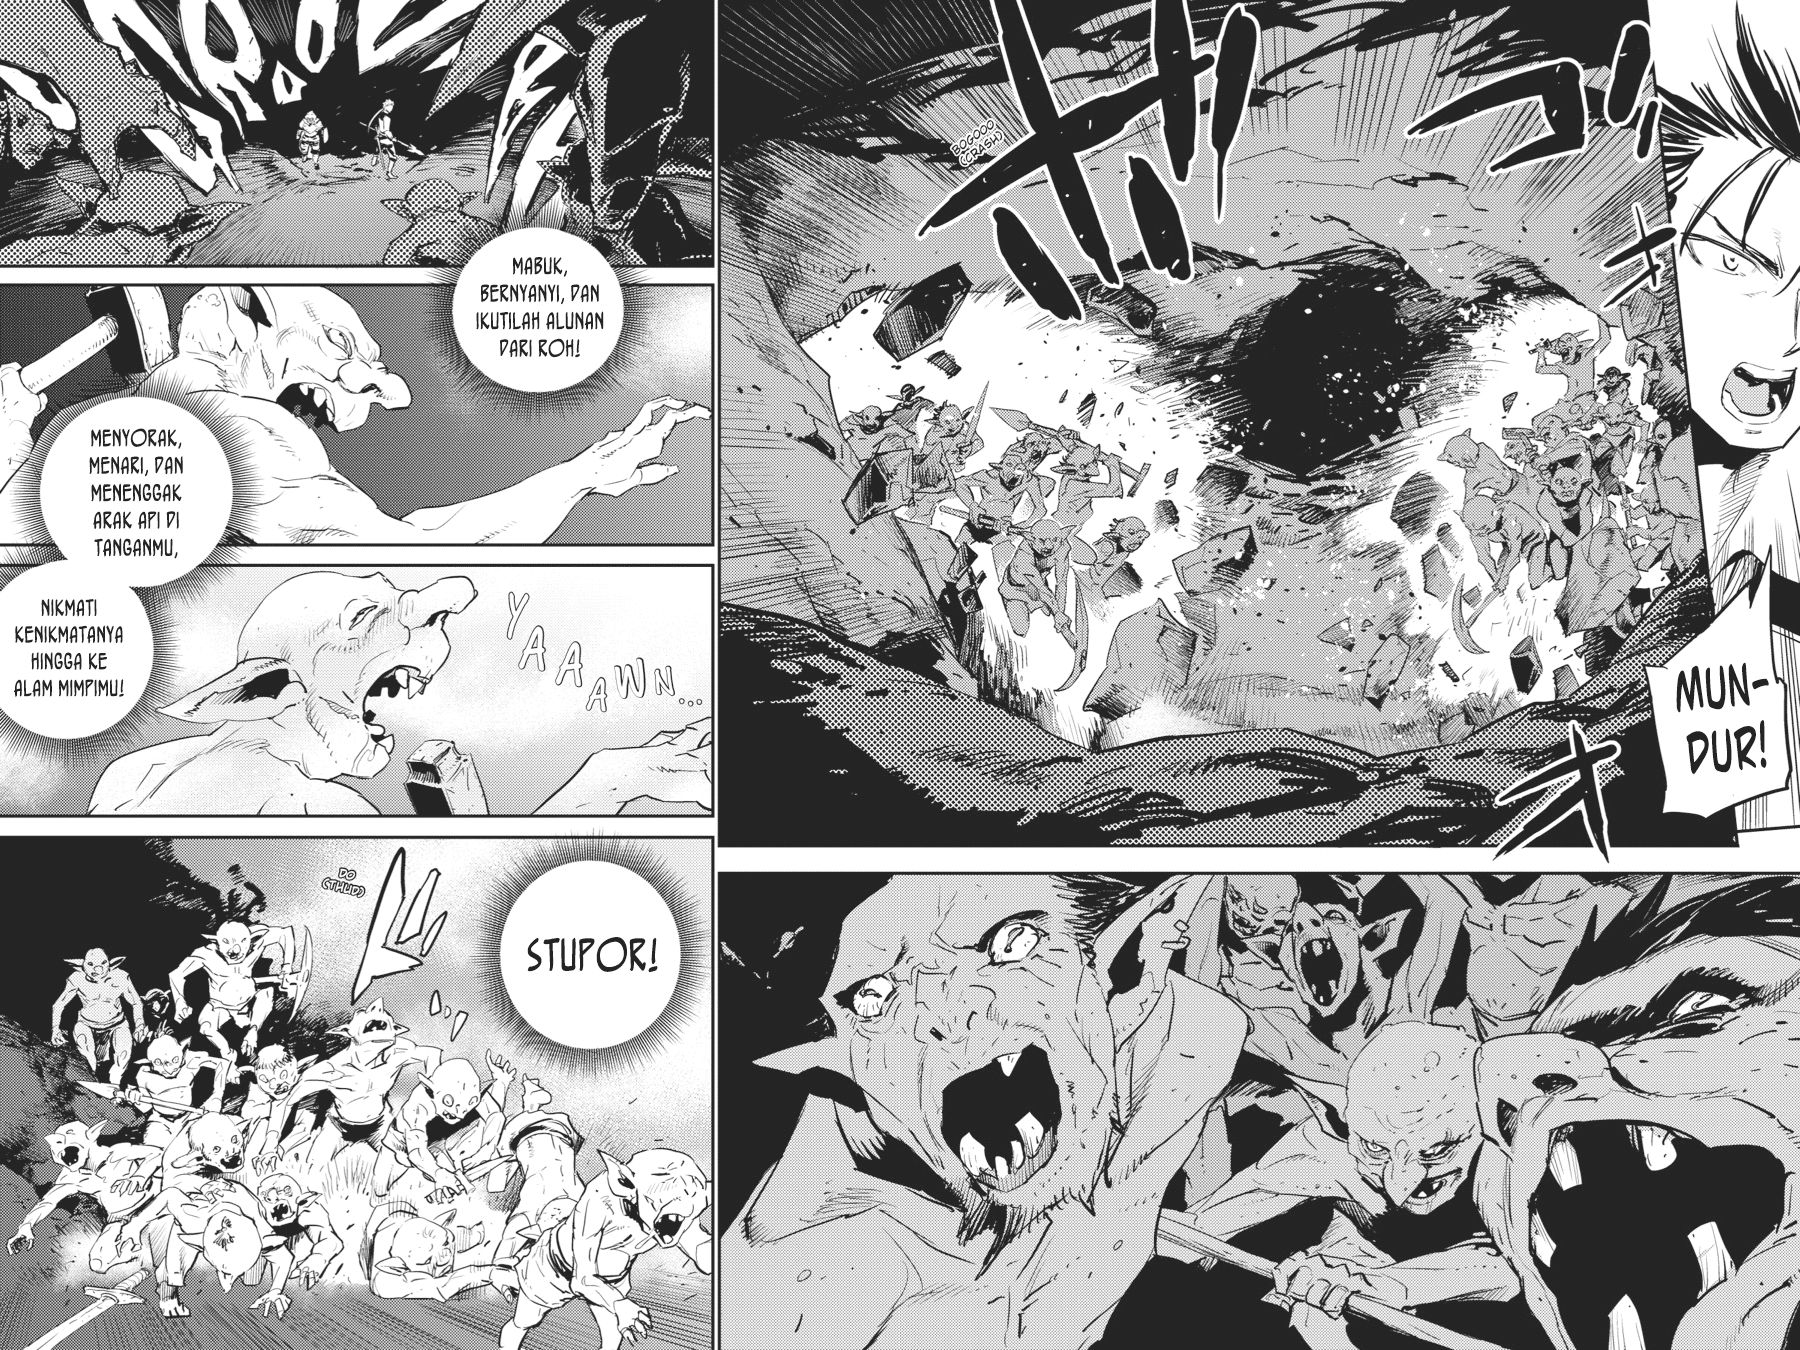 ゴ
BOGOOO
(CRASH)
MUN-
DUR!
MABUK,
BERNYANYI, DAN
IKUTILAH ALUNAN
DARI ROH!
MENYORAK,
MENARI, DAN
MENENGGAK
ARAK API DI
TANGANMU,
NIKMATI
KENIKMATANYA
HINGGA KE
ALAM MIMPIMU!
YAAAWN...
STUPOR!
DO
(THUD)